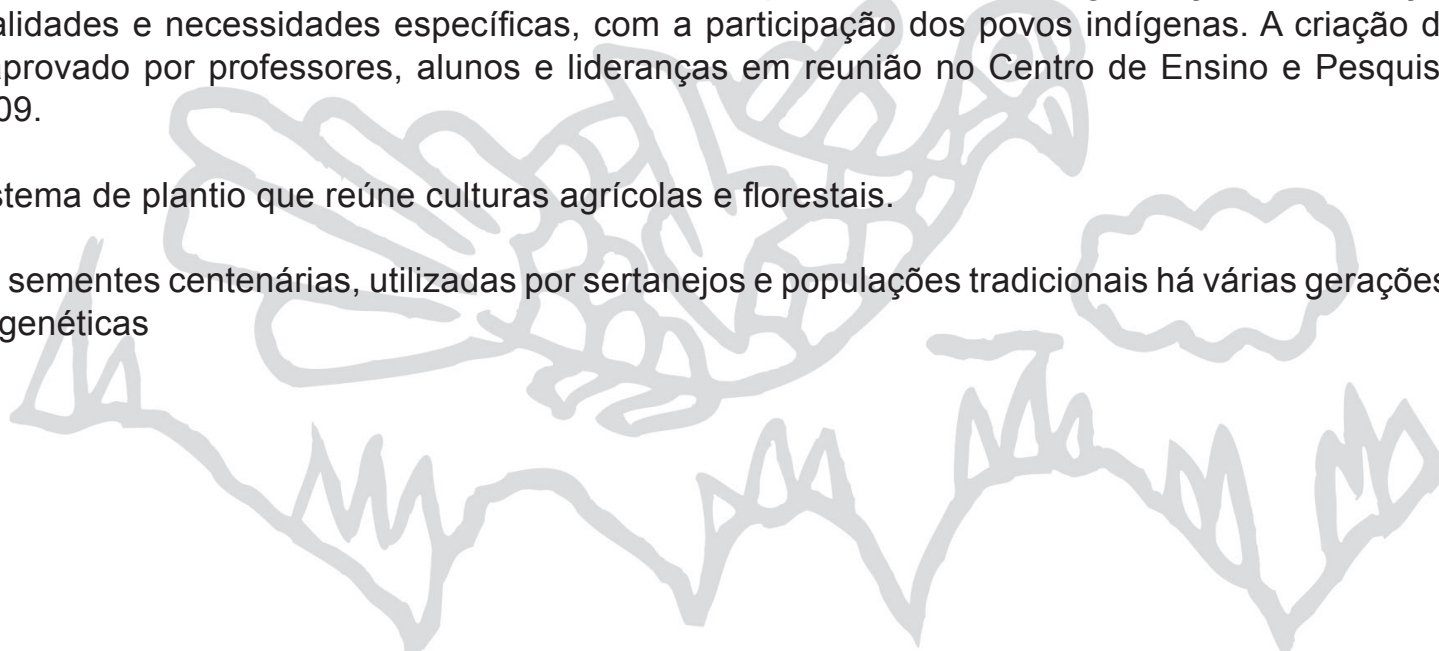 alidades e necessidades específicas, com a participação dos povos indígenas. A criação d
aprovado por professores, alunos e lideranças em reunião no Centro de Ensino e Pesquis
09.
stema de plantio que reúne culturas agrícolas e florestais.
sementes centenárias, utilizadas por sertanejos e populações tradicionais há várias gerações
genéticas